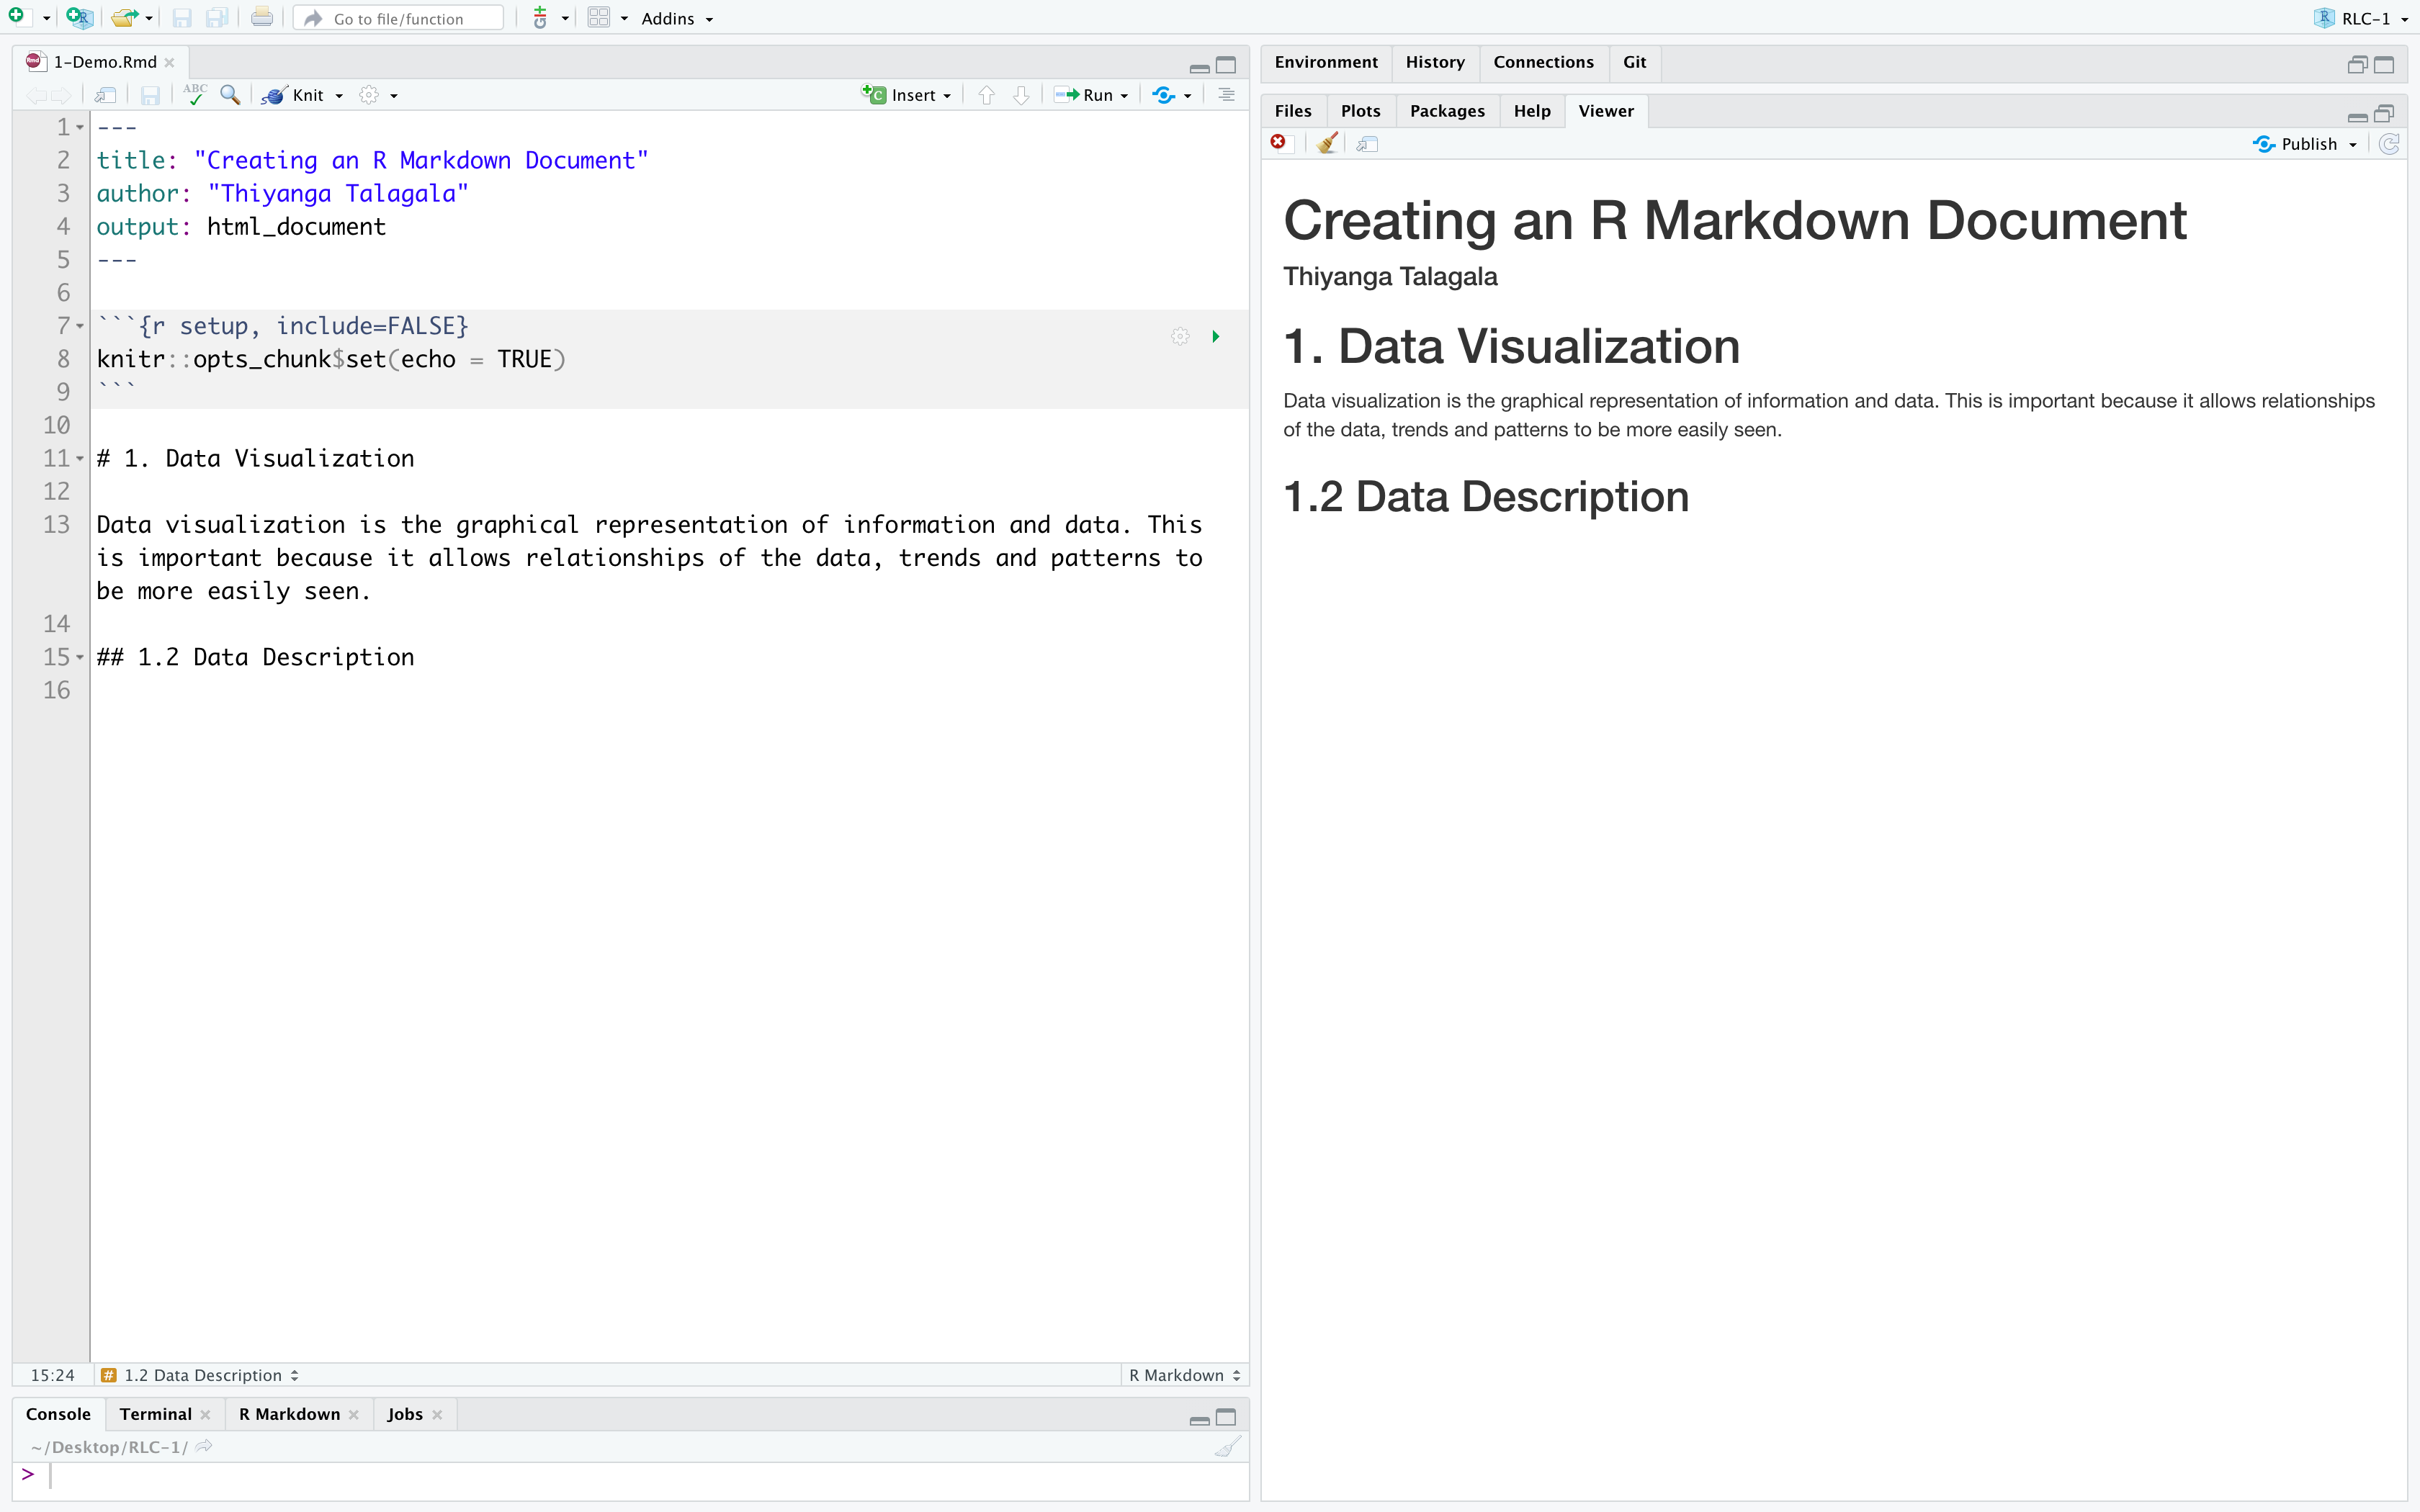 Go to file/function
Addins
RLC-1
1-Demo.Rmd
ABC
Knit
Insert
Run
1 ---
2 title: "Creating an R Markdown Document"
3 author: "Thiyanga Talagala"
4 output: html_document
5 ---
6
7 ```{r setup, include=FALSE}
8 knitr::opts_chunk$set(echo = TRUE)
9 ```
10
11 # 1. Data Visualization
12
13 Data visualization is the graphical representation of information and data. This
is important because it allows relationships of the data, trends and patterns to
be more easily seen.
14
15 ## 1.2 Data Description
16
15:24 # 1.2 Data Description R Markdown
Console Terminal R Markdown Jobs
~/Desktop/RLC-1/
>
Environment History Connections Git
Files Plots Packages Help Viewer
Publish
Creating an R Markdown Document
Thiyanga Talagala
1. Data Visualization
Data visualization is the graphical representation of information and data. This is important because it allows relationships
of the data, trends and patterns to be more easily seen.
1.2 Data Description